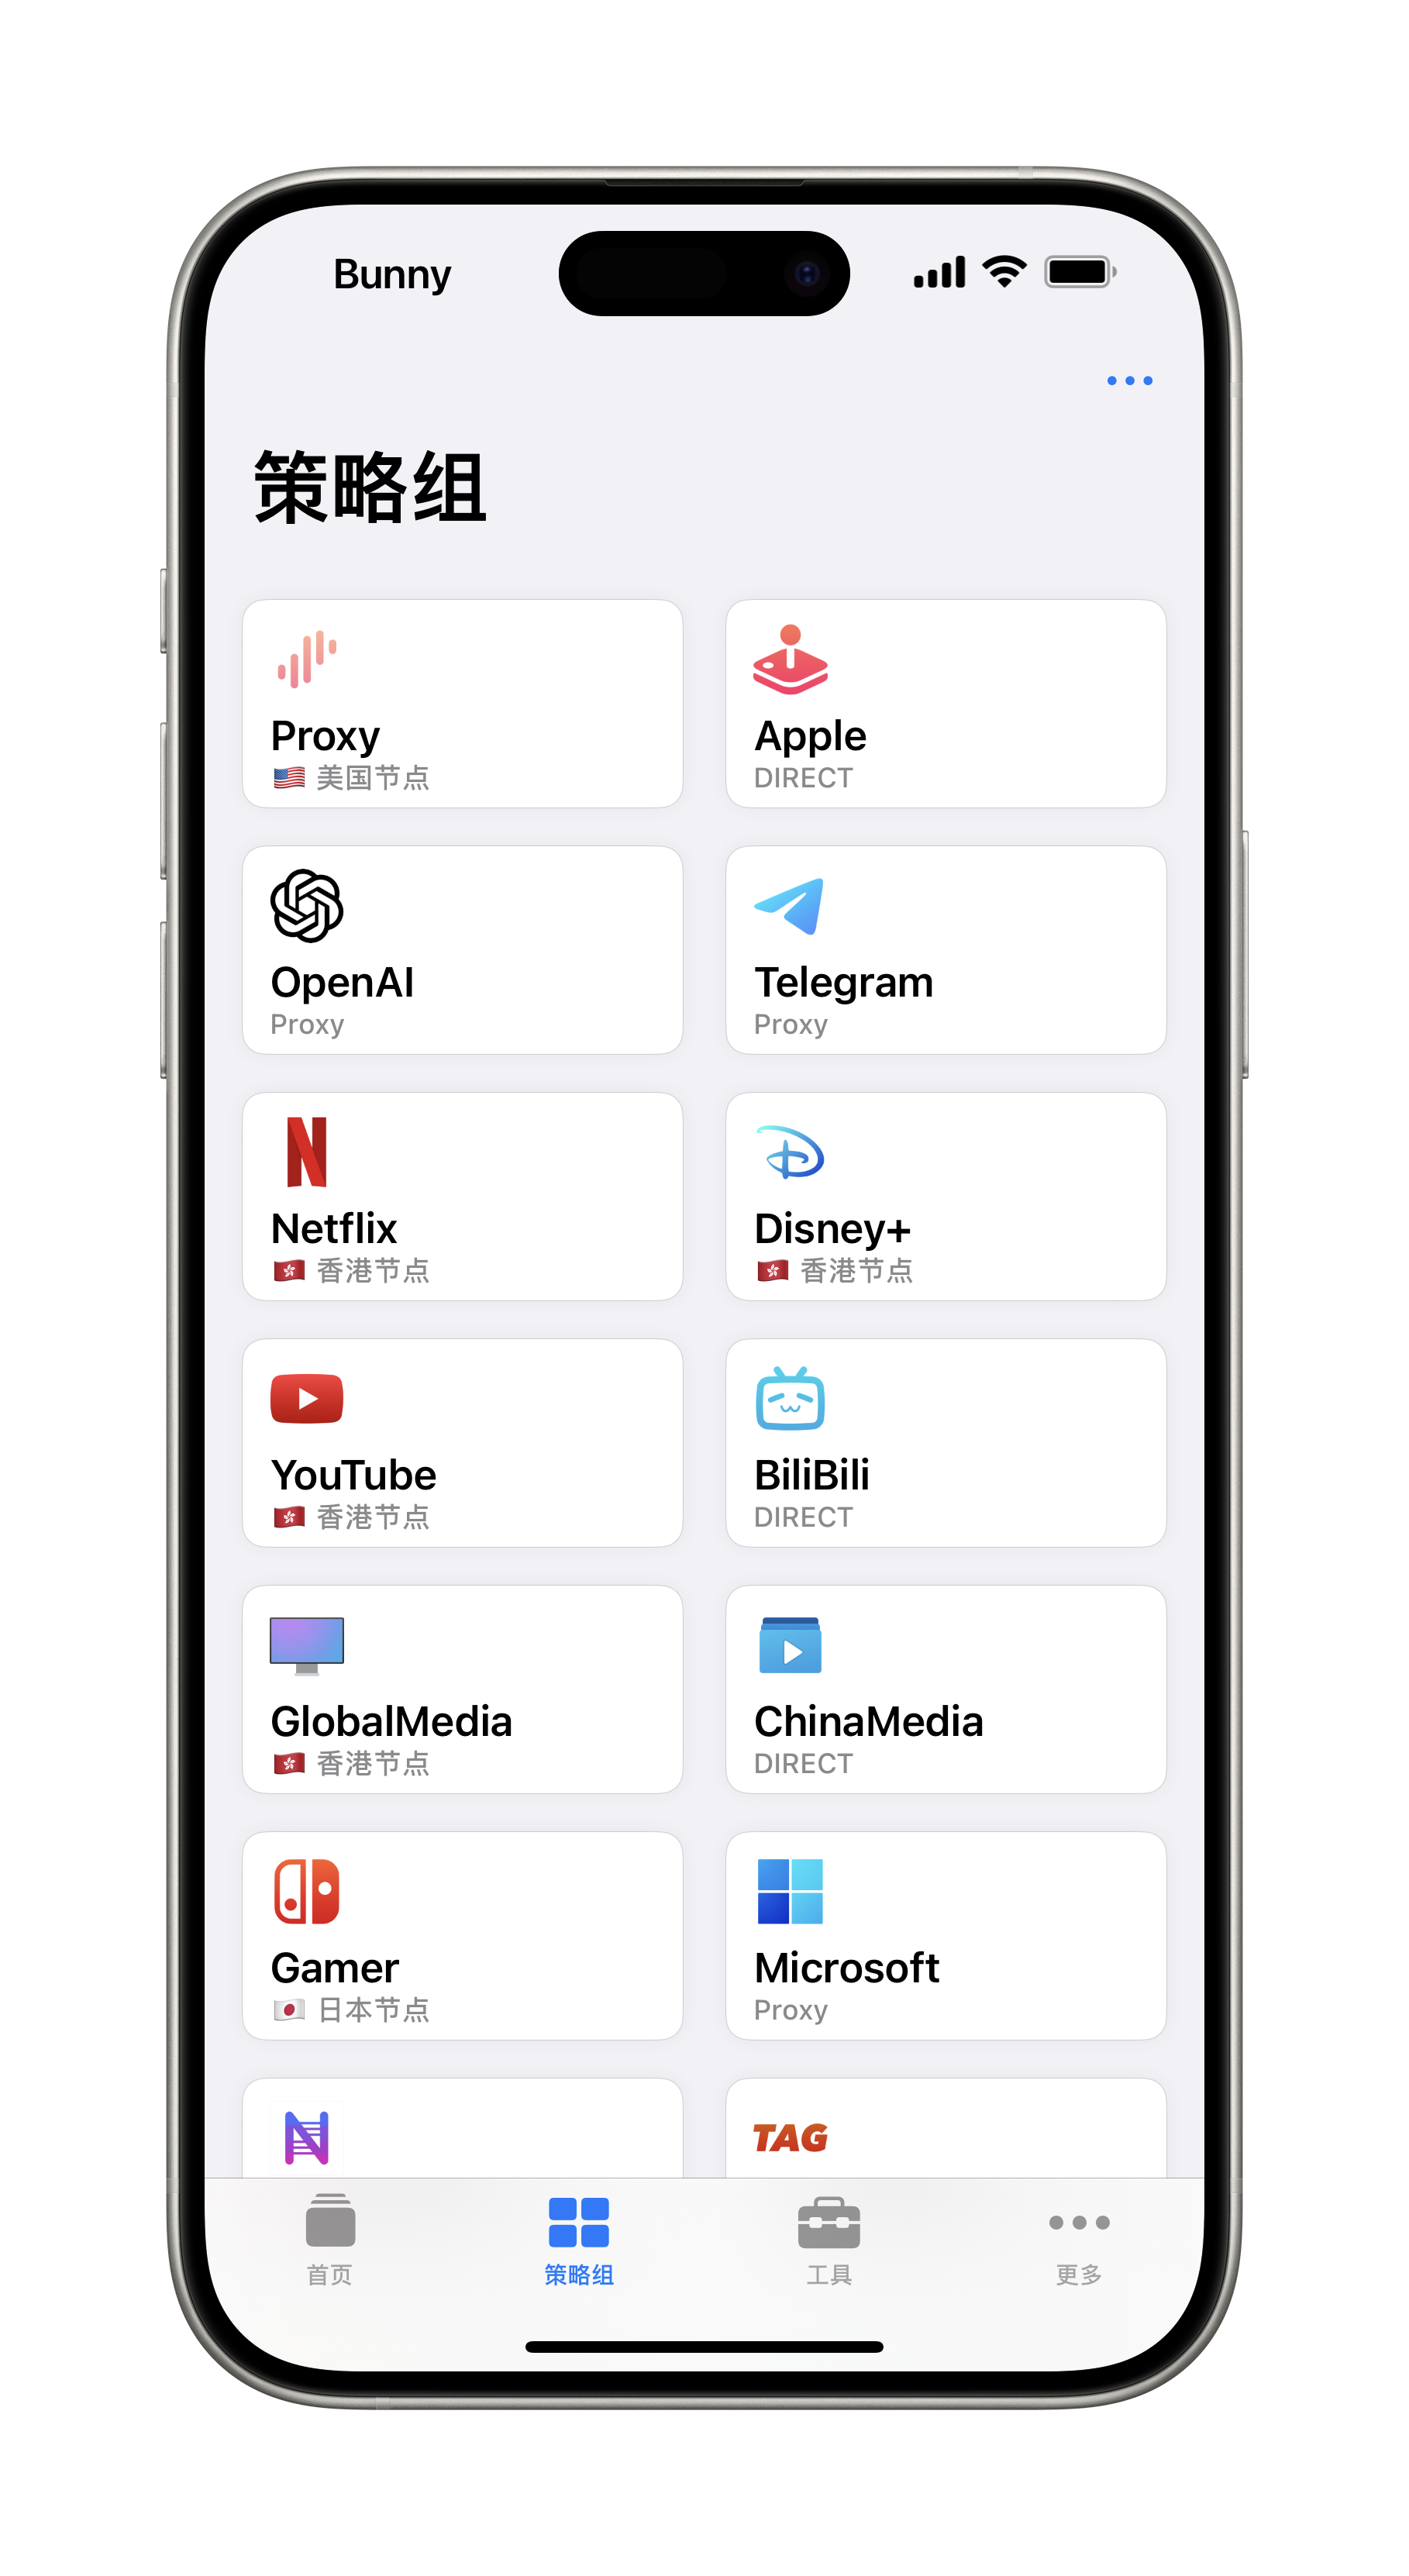 Bunny
策略组
Proxy
🇺🇸 美国节点
Apple
DIRECT
OpenAI
Proxy
Telegram
Proxy
Netflix
🇭🇰 香港节点
Disney+
🇭🇰 香港节点
YouTube
🇭🇰 香港节点
BiliBili
DIRECT
GlobalMedia
🇭🇰 香港节点
ChinaMedia
DIRECT
Gamer
🇯🇵 日本节点
Microsoft
Proxy
TAG
首页
策略组
工具
更多